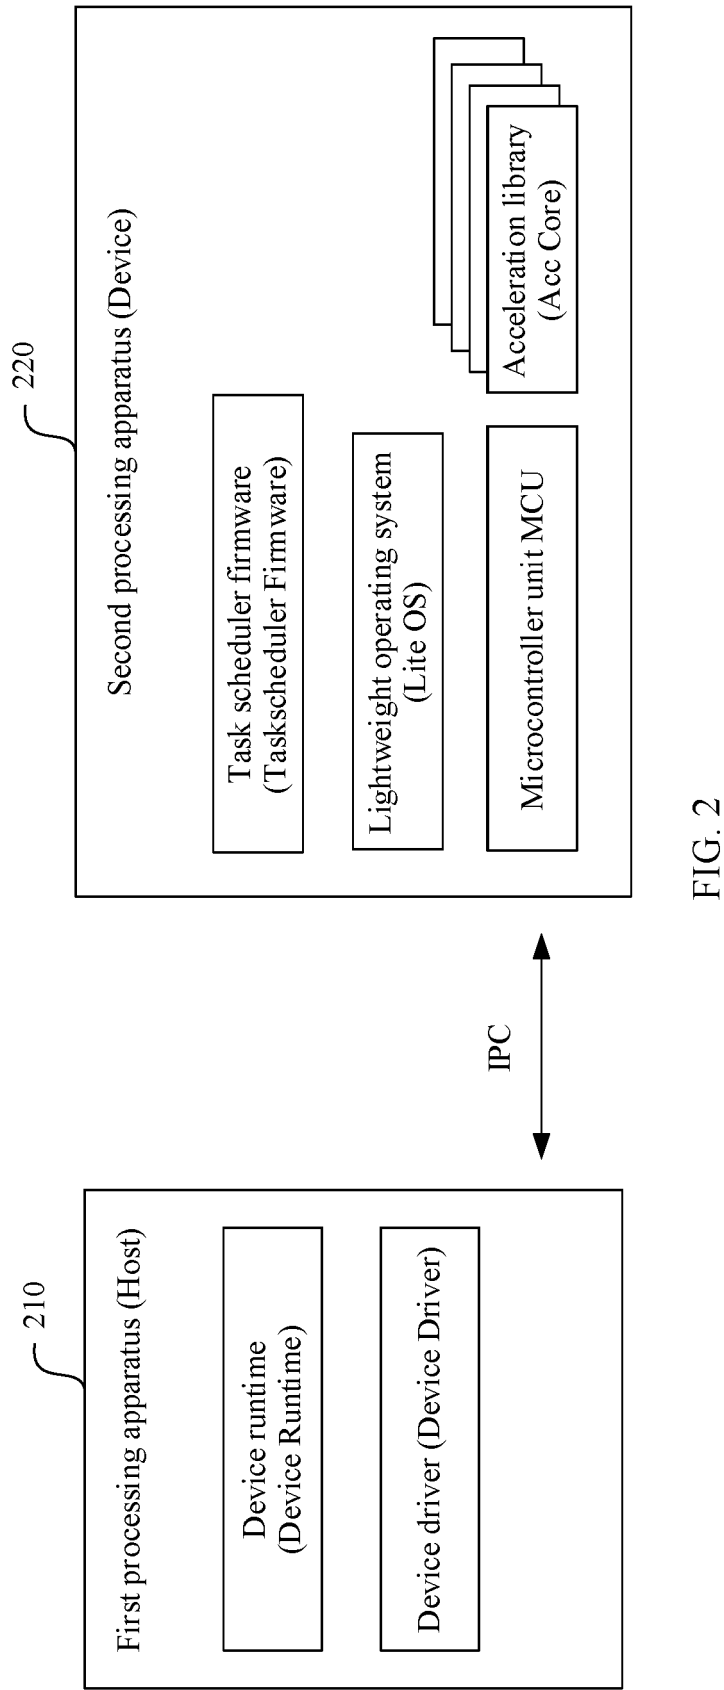 210
First processing apparatus (Host)
Device runtime
(Device Runtime)
Device driver (Device Driver)
IPC
220
Second processing apparatus (Device)
Task scheduler firmware
(Taskscheduler Firmware)
Lightweight operating system
(Lite OS)
Microcontroller unit MCU
Acceleration library
(Acc Core)
FIG. 2